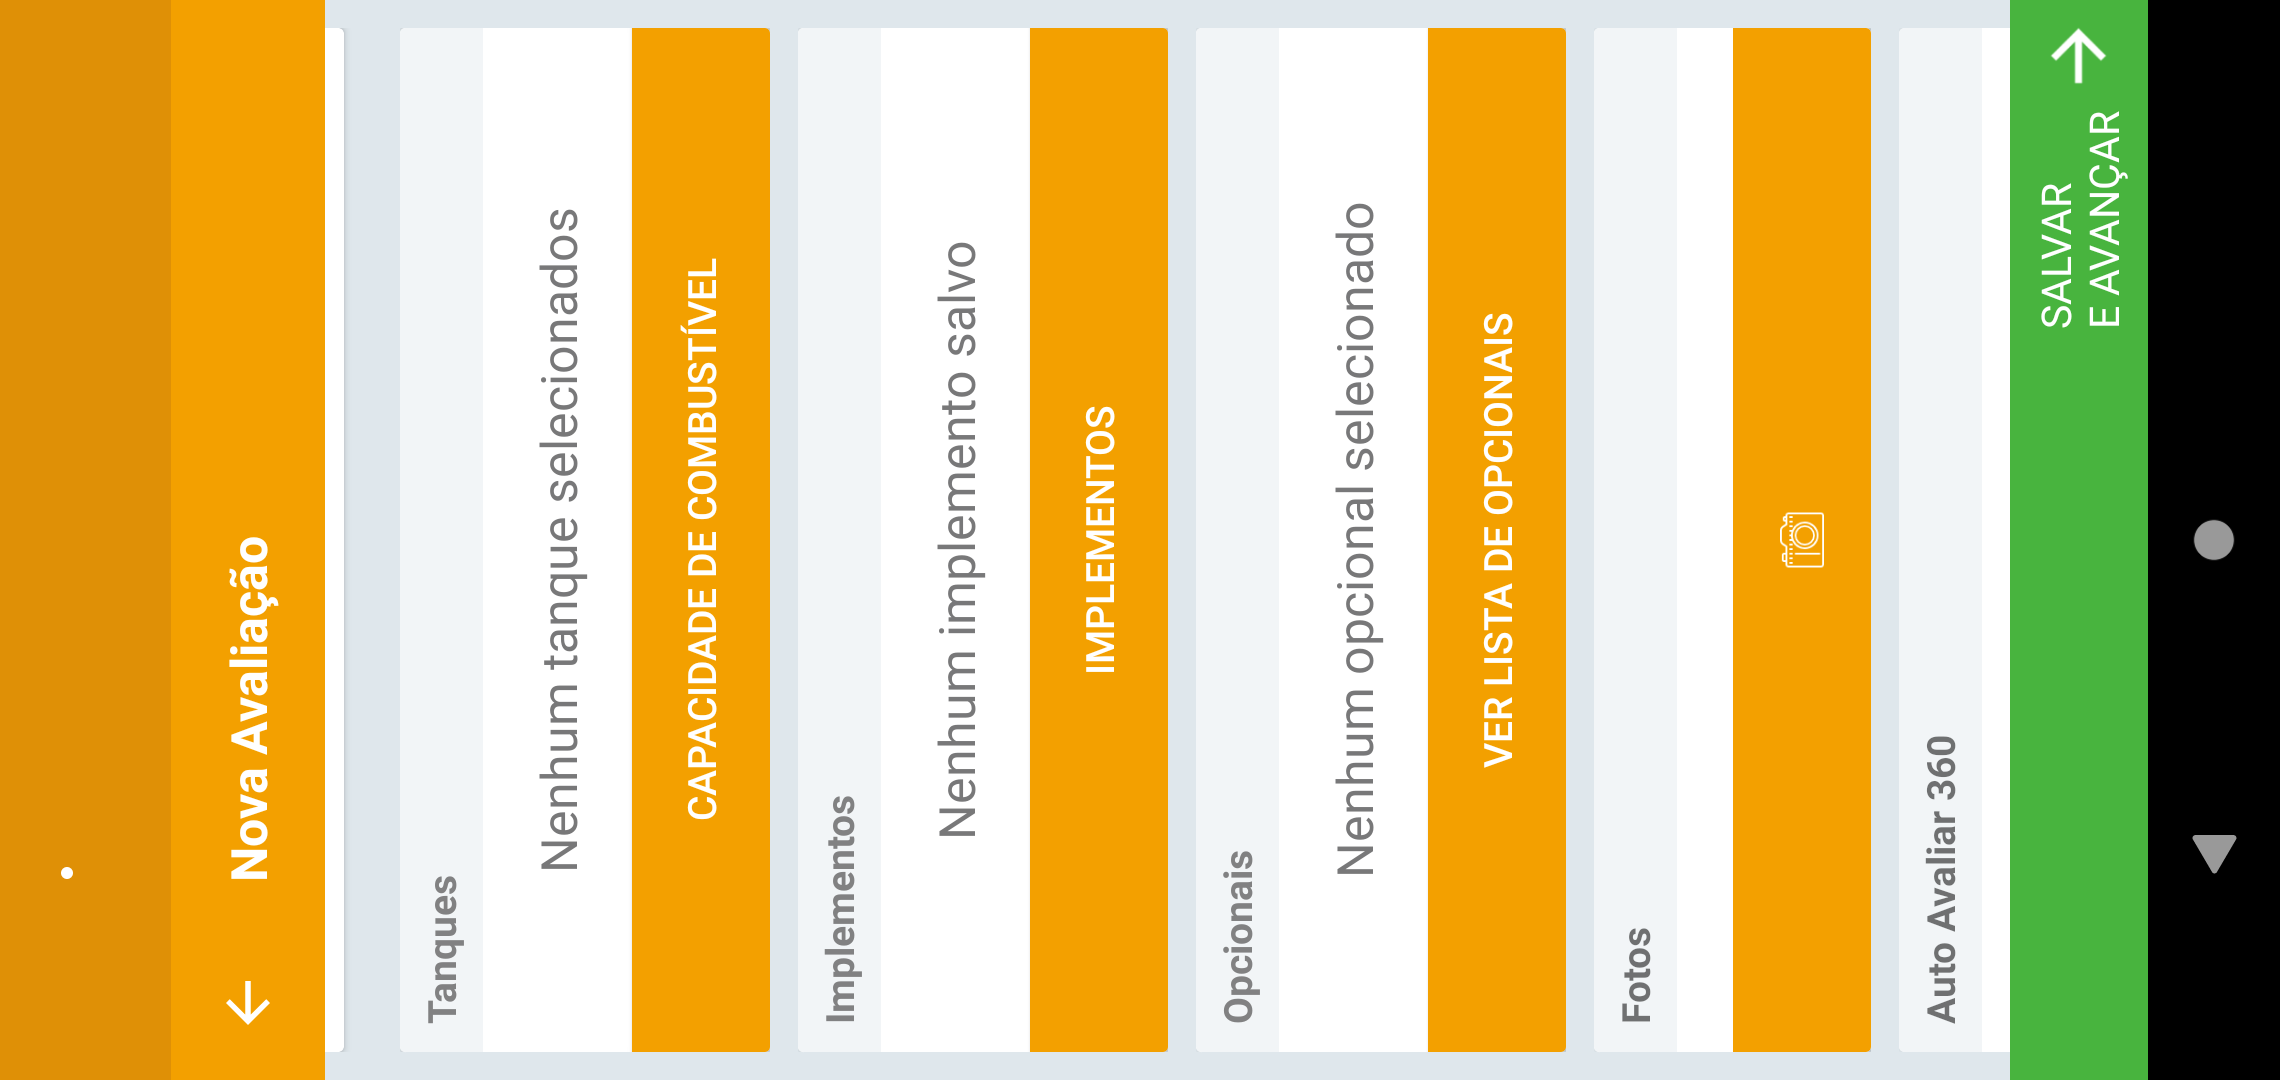 Nova Avaliação
Tanques
Nenhum tanque selecionados
CAPACIDADE DE COMBUSTÍVEL
Implementos
Nenhum implemento salvo
IMPLEMENTOS
Opcionais
Nenhum opcional selecionado
VER LISTA DE OPCIONAIS
Fotos
Auto Avaliar 360
SALVAR
E AVANÇAR